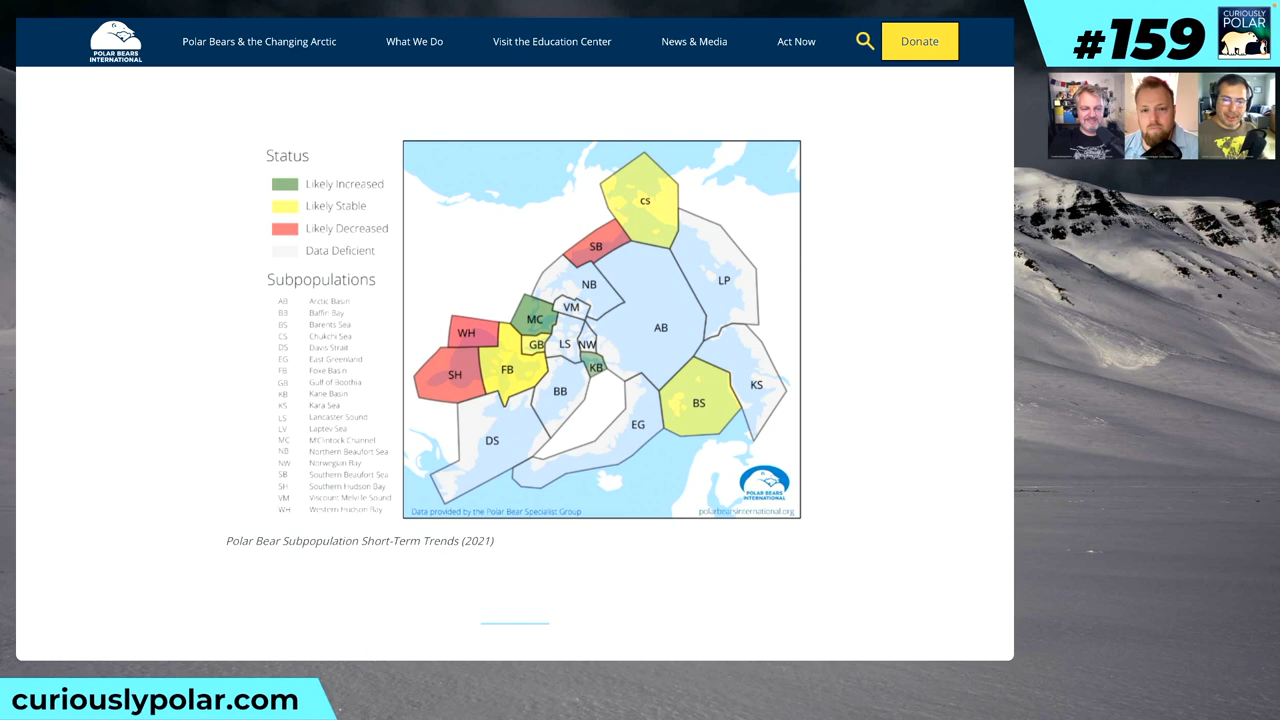 POLAR BEARS
INTERNATIONAL
Polar Bears & the Changing Arctic
What We Do
Visit the Education Center
News & Media
Act Now
Donate
#159
CURIOUSLY
POLAR
Status
Likely Increased
Likely Stable
Likely Decreased
Data Deficient
Subpopulations
AB Arctic Basin
BB Baffin Bay
BS Barents Sea
CS Chukchi Sea
DS Davis Strait
EG East Greenland
FB Foxe Basin
GB Gulf of Boothia
KB Kane Basin
KS Kara Sea
LS Lancaster Sound
LV Laptev Sea
MC M'Clintock Channel
NB Northern Beaufort Sea
NW Norwegian Bay
SB Southern Beaufort Sea
SH Southern Hudson Bay
VM Viscount Melville Sound
WH Western Hudson Bay
CS
SB
LP
NB
VM
MC
AB
WH
GB
LS
NW
KB
FB
SH
KS
BB
BS
EG
DS
POLAR BEARS
INTERNATIONAL
Data provided by the Polar Bear Specialist Group
polarbearsinternational.org
Polar Bear Subpopulation Short-Term Trends (2021)
curiouslypolar.com